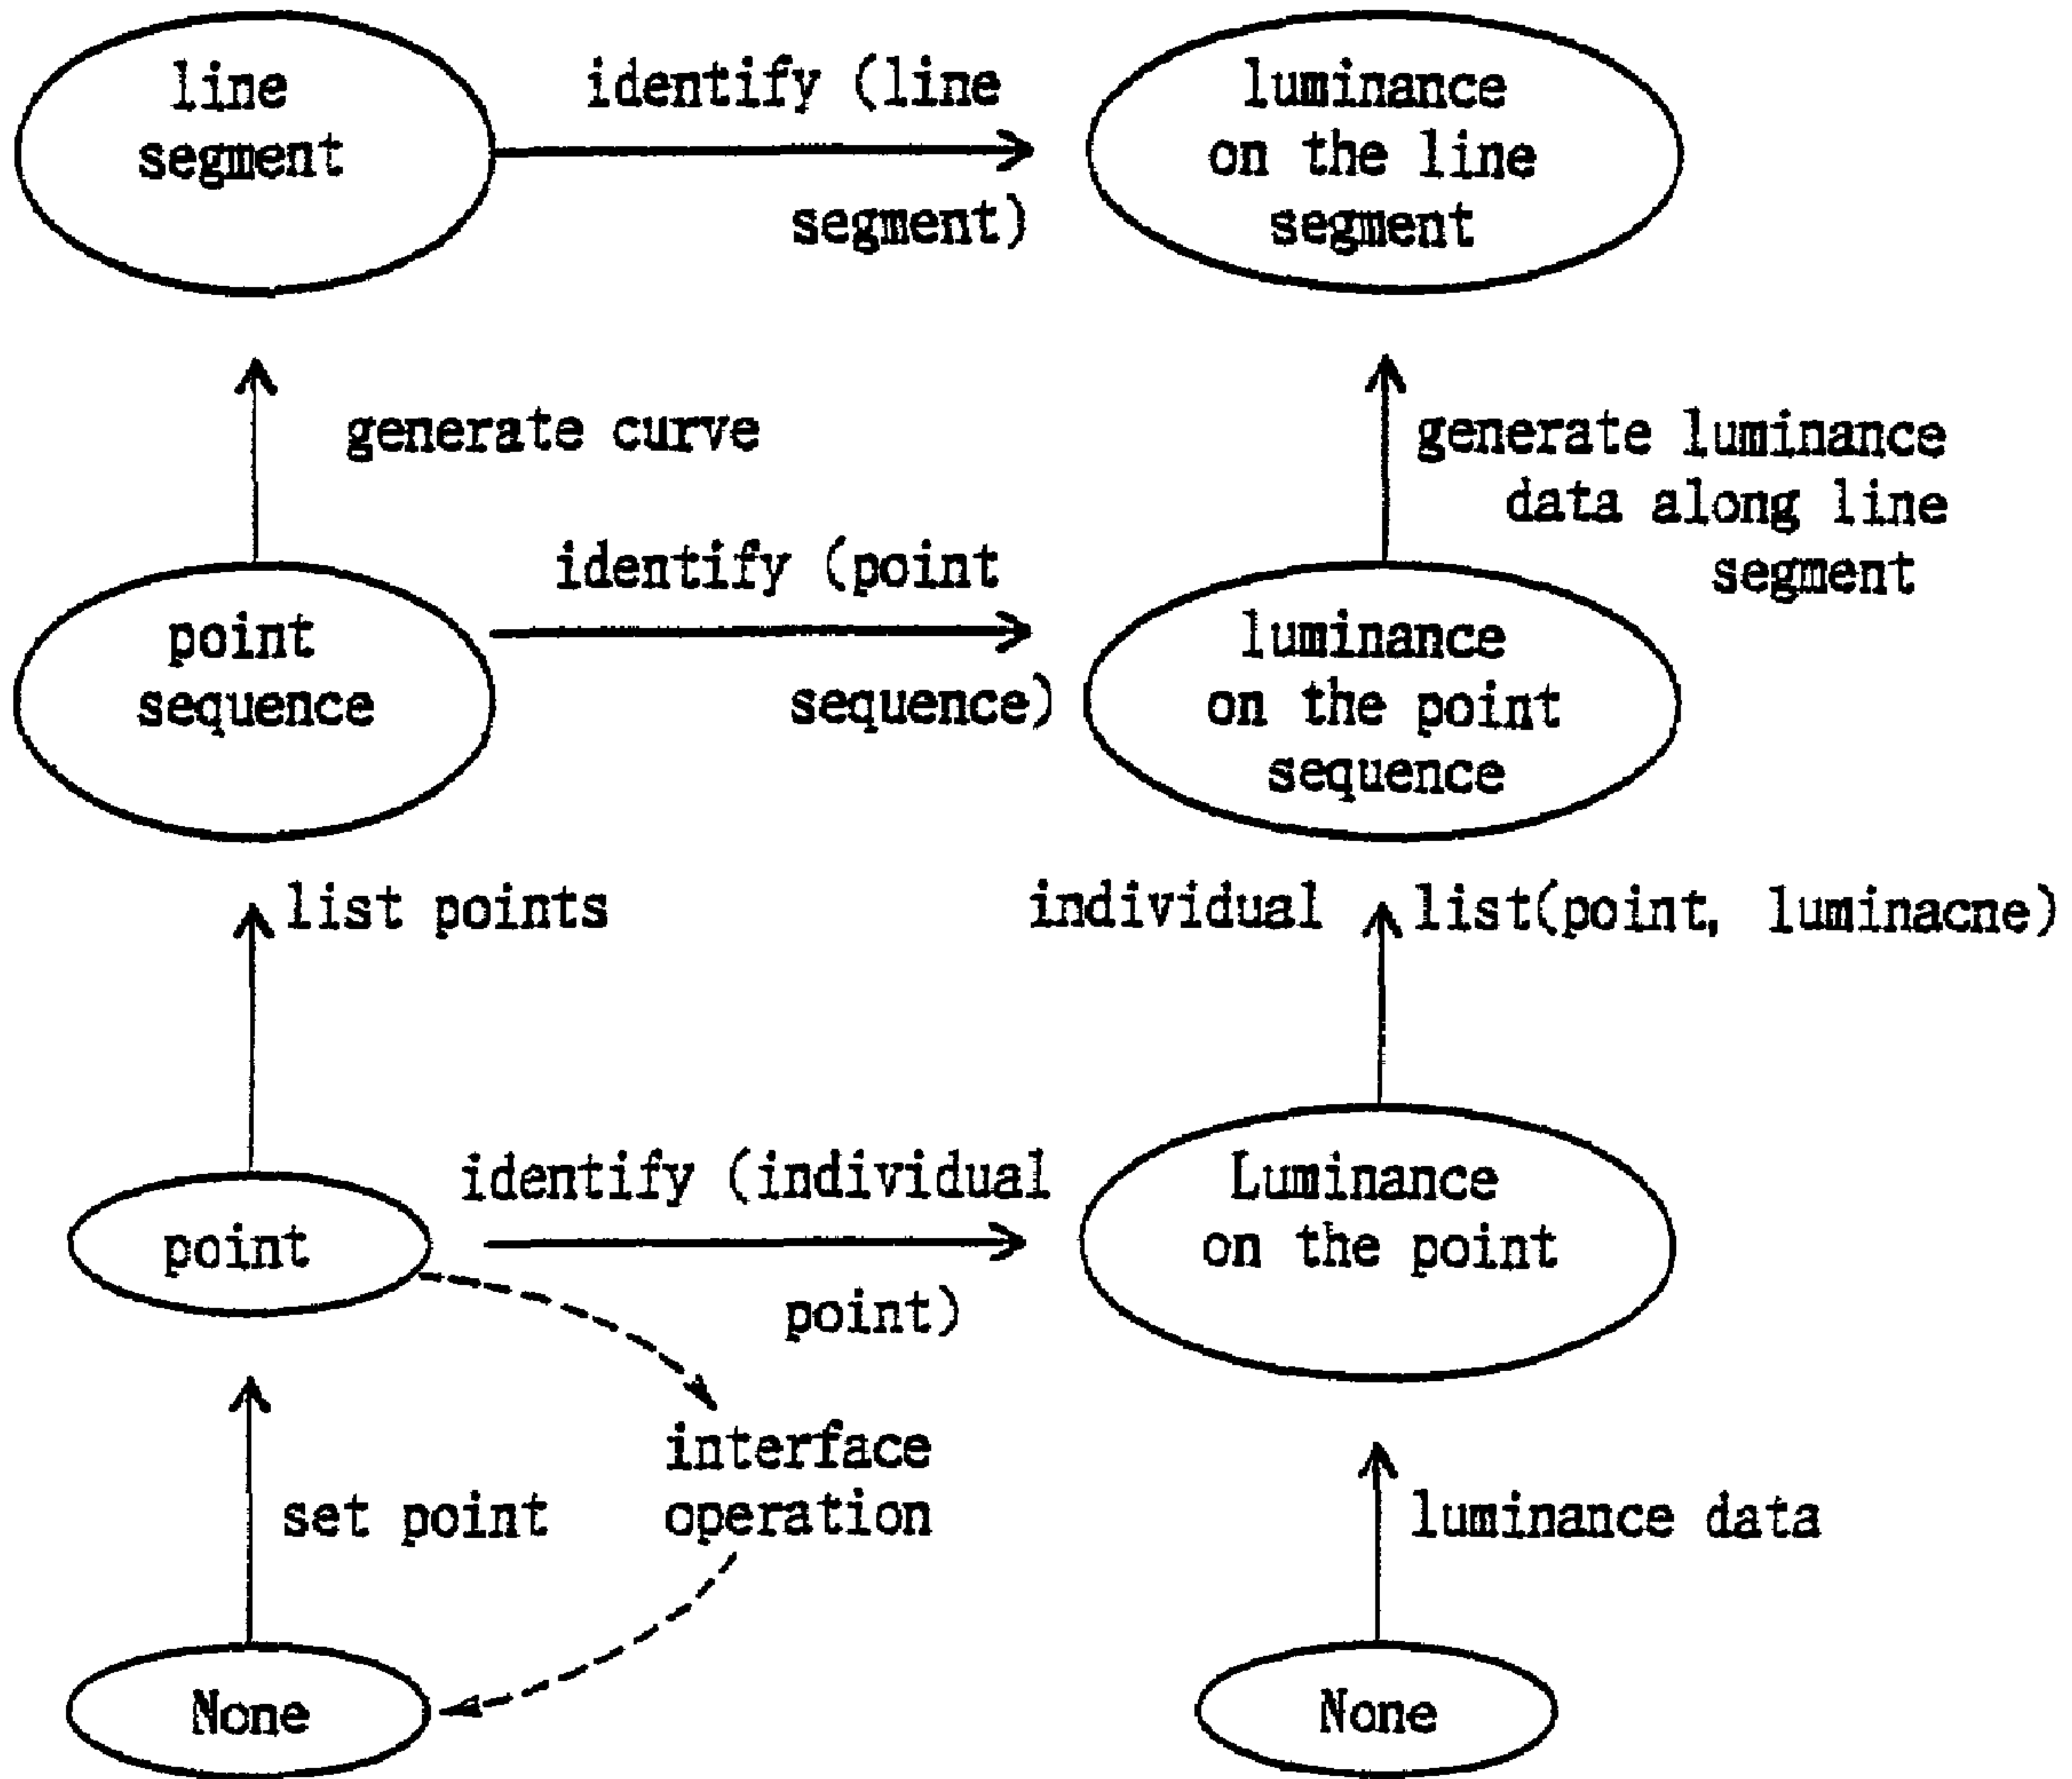 line
segment
identify (line
segment)
luminance
on the line
segment
generate curve
generate luminance
data along line
segment
point
sequence
identify (point
sequence)
luminance
on the point
sequence
list points
individual
list(point, luminacne)
point
identify (individual
point)
Luminance
on the point
interface
operation
set point
luminance data
None
None